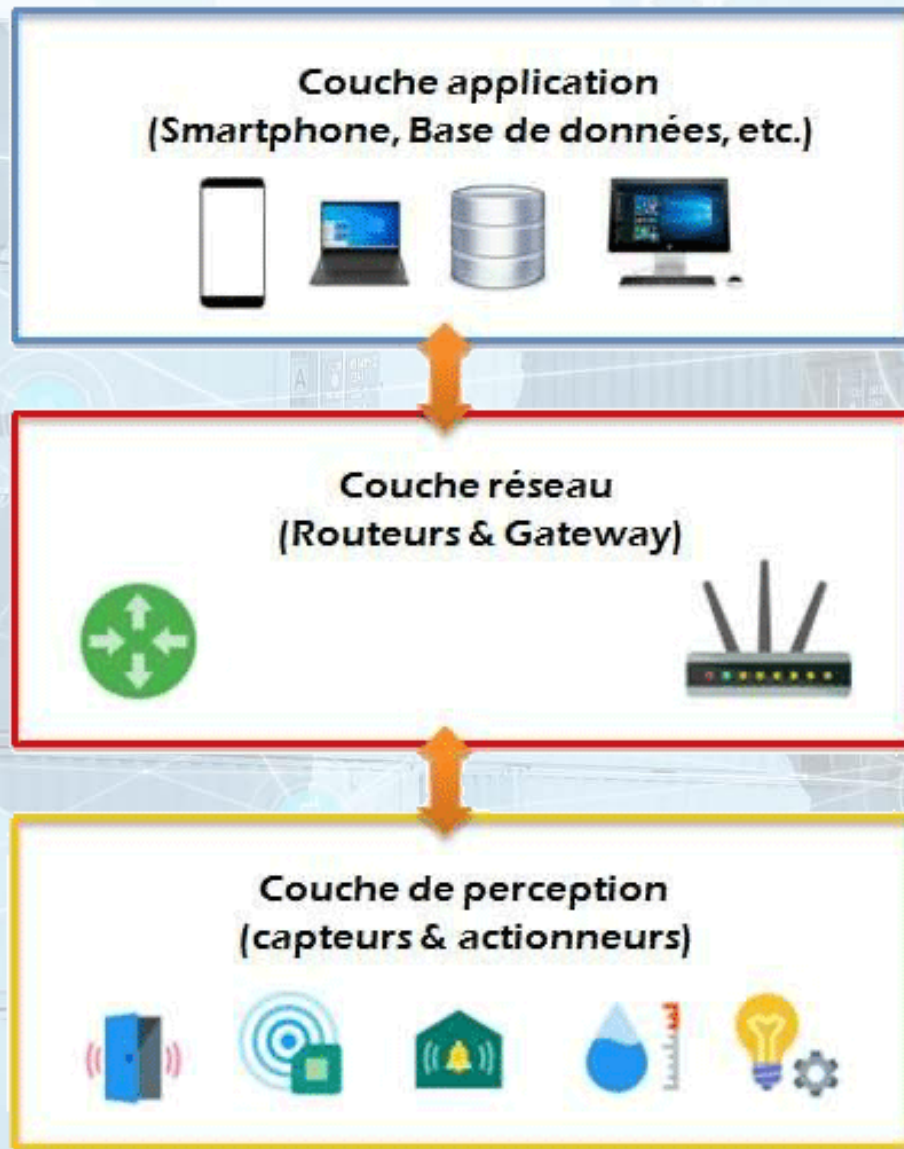 Couche application
(Smartphone, Base de données, etc.)
Couche réseau
(Routeurs & Gateway)
Couche de perception
(capteurs & actionneurs)